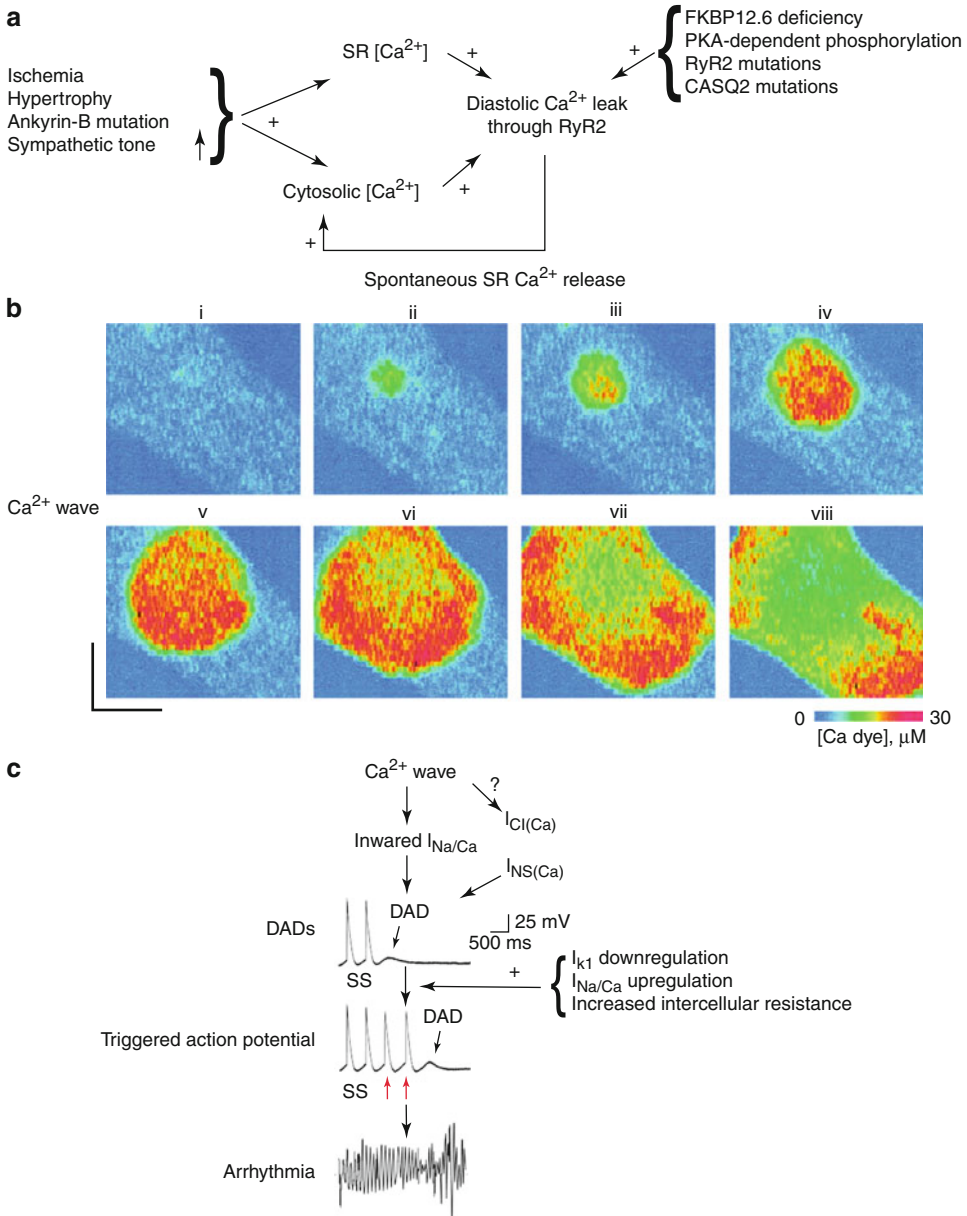 a
SR [Ca2+]
+
+
FKBP12.6 deficiency
PKA-dependent phosphorylation
RyR2 mutations
CASQ2 mutations
Ischemia
Hypertrophy
Ankyrin-B mutation
Sympathetic tone
+
Diastolic Ca2+ leak
through RyR2
Cytosolic [Ca2+]
+
+
Spontaneous SR Ca2+ release
b
i
ii
iii
iv
Ca2+ wave
v
vi
vii
viii
0
30
[Ca dye], μM
c
Ca2+ wave
?
ICl(Ca)
Inwared INa/Ca
INS(Ca)
DADs
DAD
25 mV
500 ms
SS
+
Ik1 downregulation
INa/Ca upregulation
Increased intercellular resistance
Triggered action potential
DAD
SS
Arrhythmia